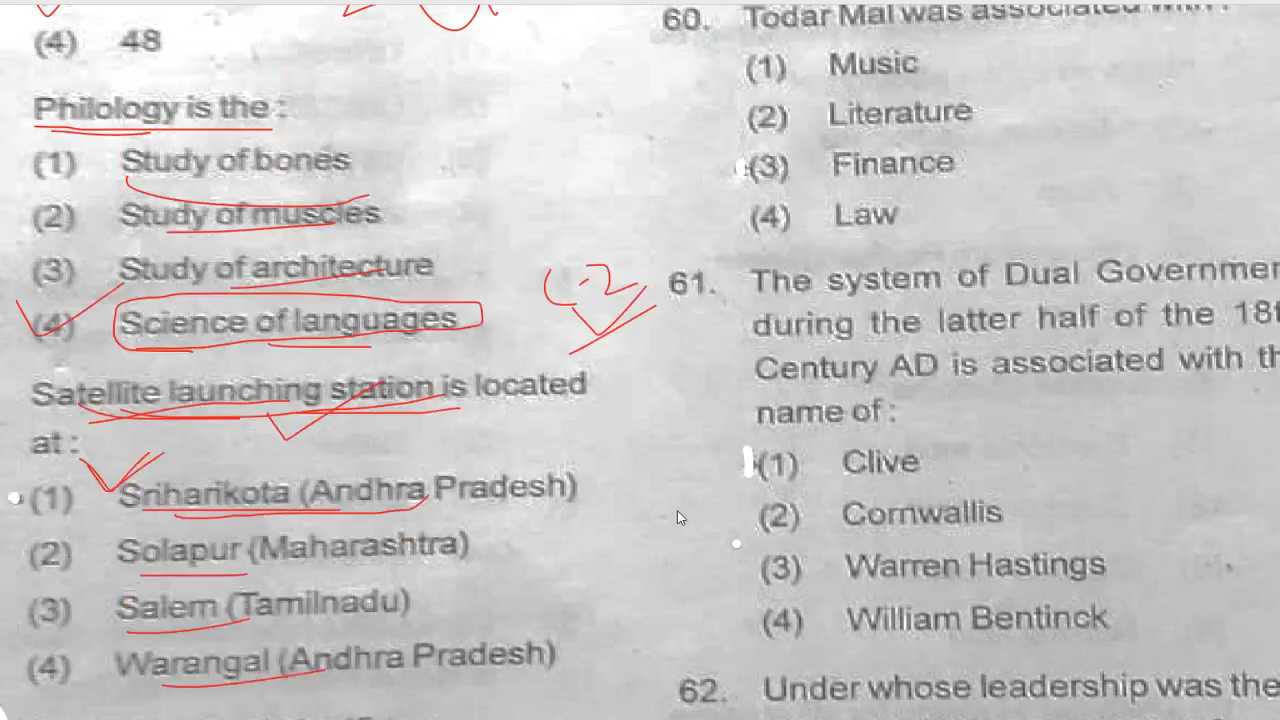 (4) 48
Philology is the :
(1) Study of bones
(2) Study of muscles
(3) Study of architecture
(4) Science of languages
Satellite launching station is located
at :
(1) Sriharikota (Andhra Pradesh)
(2) Solapur (Maharashtra)
(3) Salem (Tamilnadu)
(4) Warangal (Andhra Pradesh)
60. Todar Mal was associated with :
(1) Music
(2) Literature
(3) Finance
(4) Law
61. The system of Dual Governmen
during the latter half of the 18t
Century AD is associated with th
name of :
(1) Clive
(2) Cornwallis
(3) Warren Hastings
(4) William Bentinck
62. Under whose leadership was the